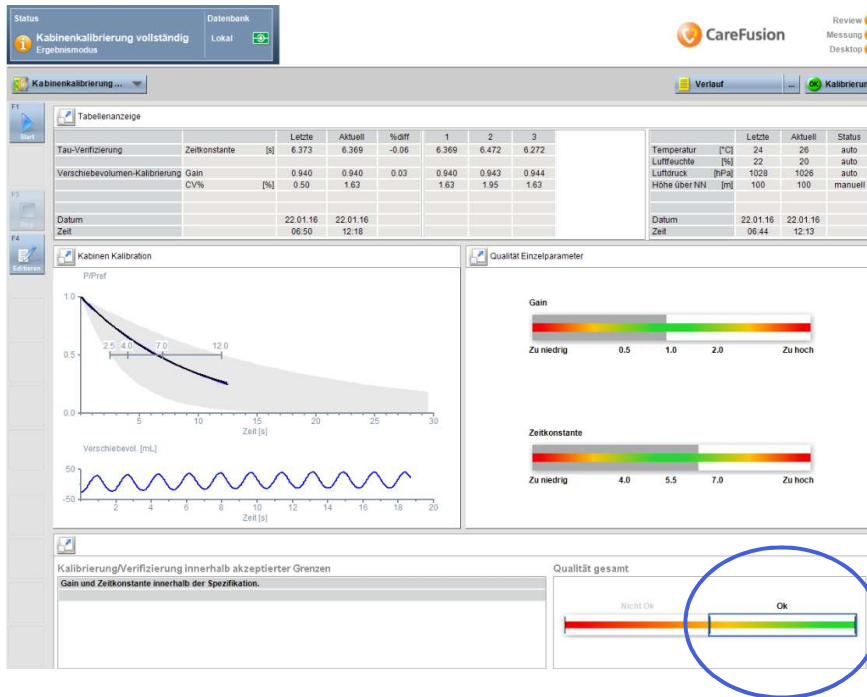 Status Datenbank
Kabinenkalibrierung vollständig Lokal
Ergebnismodus
CareFusion
Review
Messung
Desktop
Kabinenkalibrierung ...
Verlauf ... OK
F1
Start
F4
Editieren
Tabellenanzeige
Letzte Aktuell %diff 1 2 3
Tau-Verifizierung Zeitkonstante [s] 6.373 6.369 -0.06 6.369 6.472 6.272
Verschiebevolumen-Kalibrierung Gain 0.940 0.940 0.03 0.940 0.943 0.944
CV% [%] 0.50 1.63 1.63 1.95 1.63
Datum 22.01.16 22.01.16
Zeit 06:50 12:18
Letzte Aktuell Status
Temperatur [°C] 24 26 auto
Luftfeuchte [%] 22 20 auto
Luftdruck [hPa] 1028 1026 auto
Höhe über NN [m] 100 100 manuell
Datum 22.01.16 22.01.16
Zeit 06:44 12:13
Kabinen Kalibration
P/Pref
1.0
2.5 4.0 7.0 12.0
0.5
0.0
5 10 15 20 25 30
Zeit [s]
Verschiebevol. [mL]
50
-50
2 4 6 8 10 12 14 16 18 20
Zeit [s]
Qualität Einzelparameter
Gain
Zu niedrig 0.5 1.0 2.0 Zu hoch
Zeitkonstante
Zu niedrig 4.0 5.5 7.0 Zu hoch
Kalibrierung/Verifizierung innerhalb akzeptierter Grenzen
Gain und Zeitkonstante innerhalb der Spezifikation.
Qualität gesamt
Nicht Ok Ok